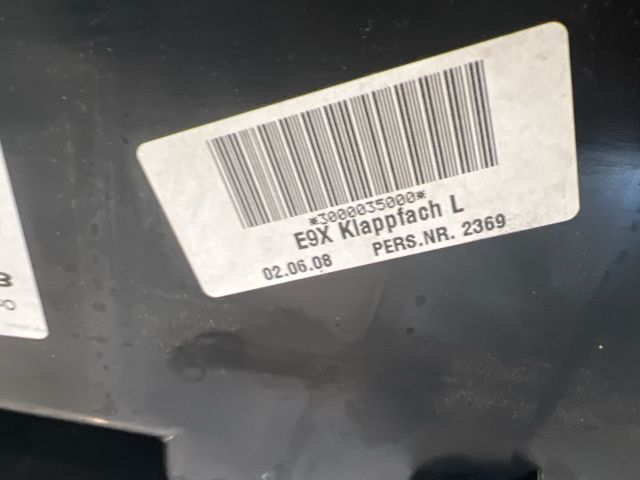 *3000035000*
E9X Klappfach L
02.06.08 PERS.NR. 2369